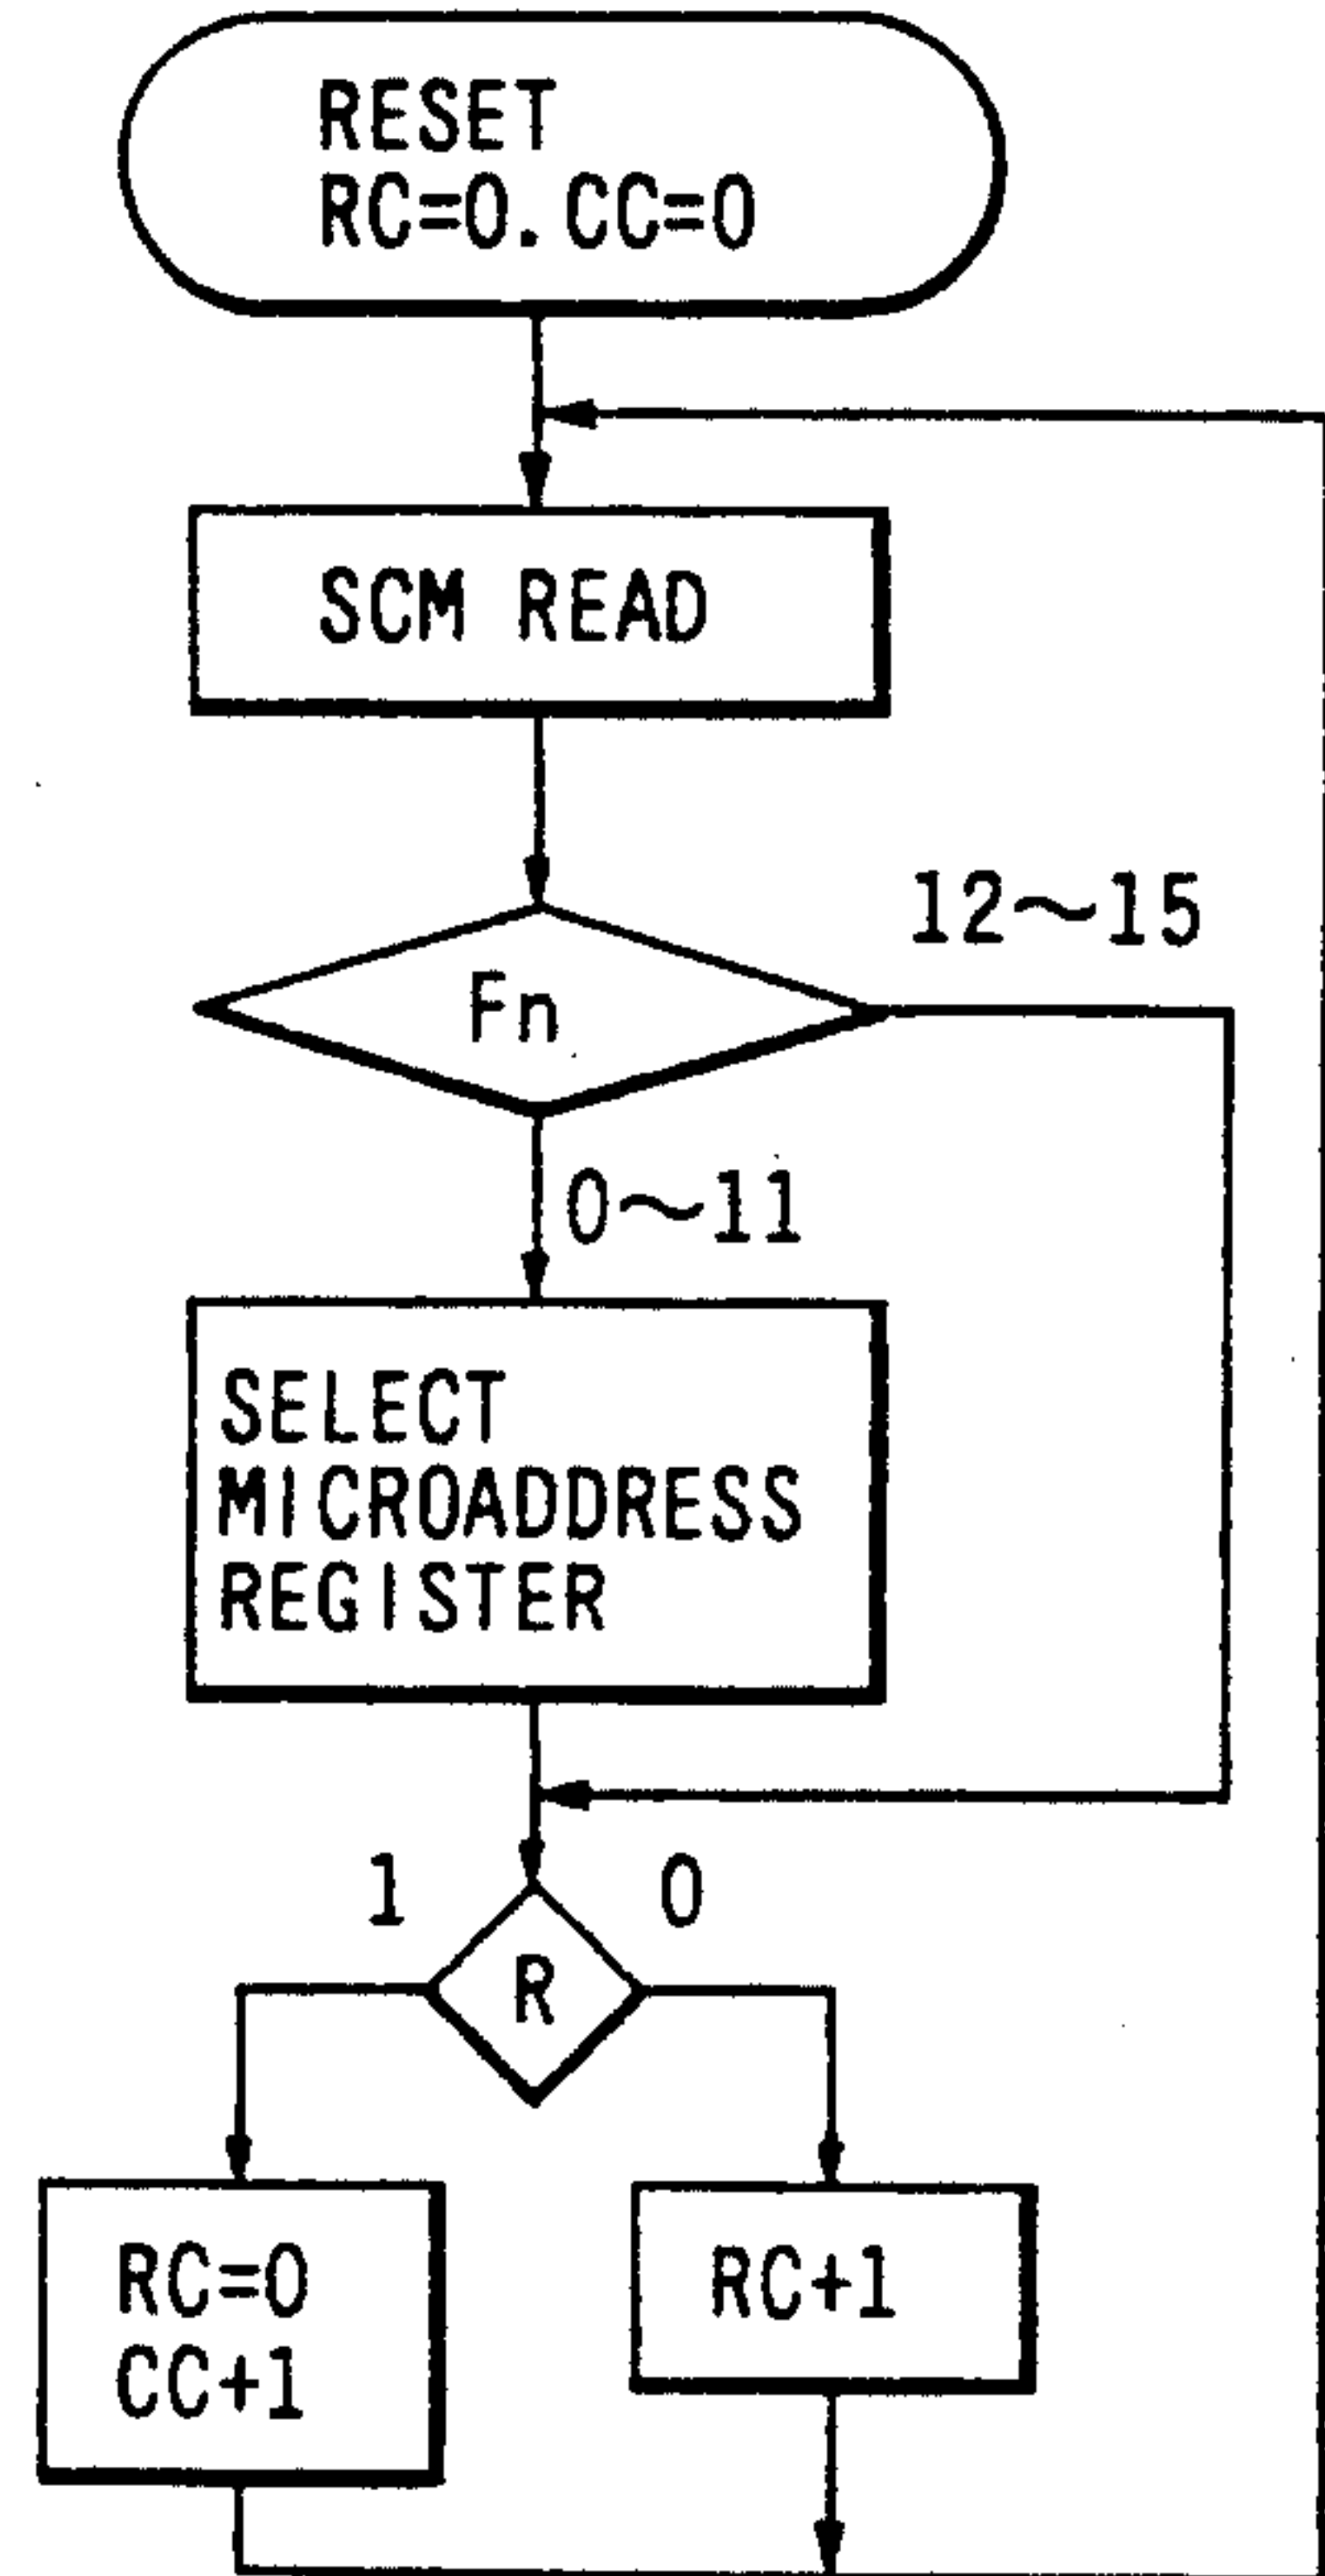 RESET
RC=0. CC=0
SCM READ
Fn
12~15
0~11
SELECT
MICROADDRESS
REGISTER
1
0
R
RC=0
CC+1
RC+1